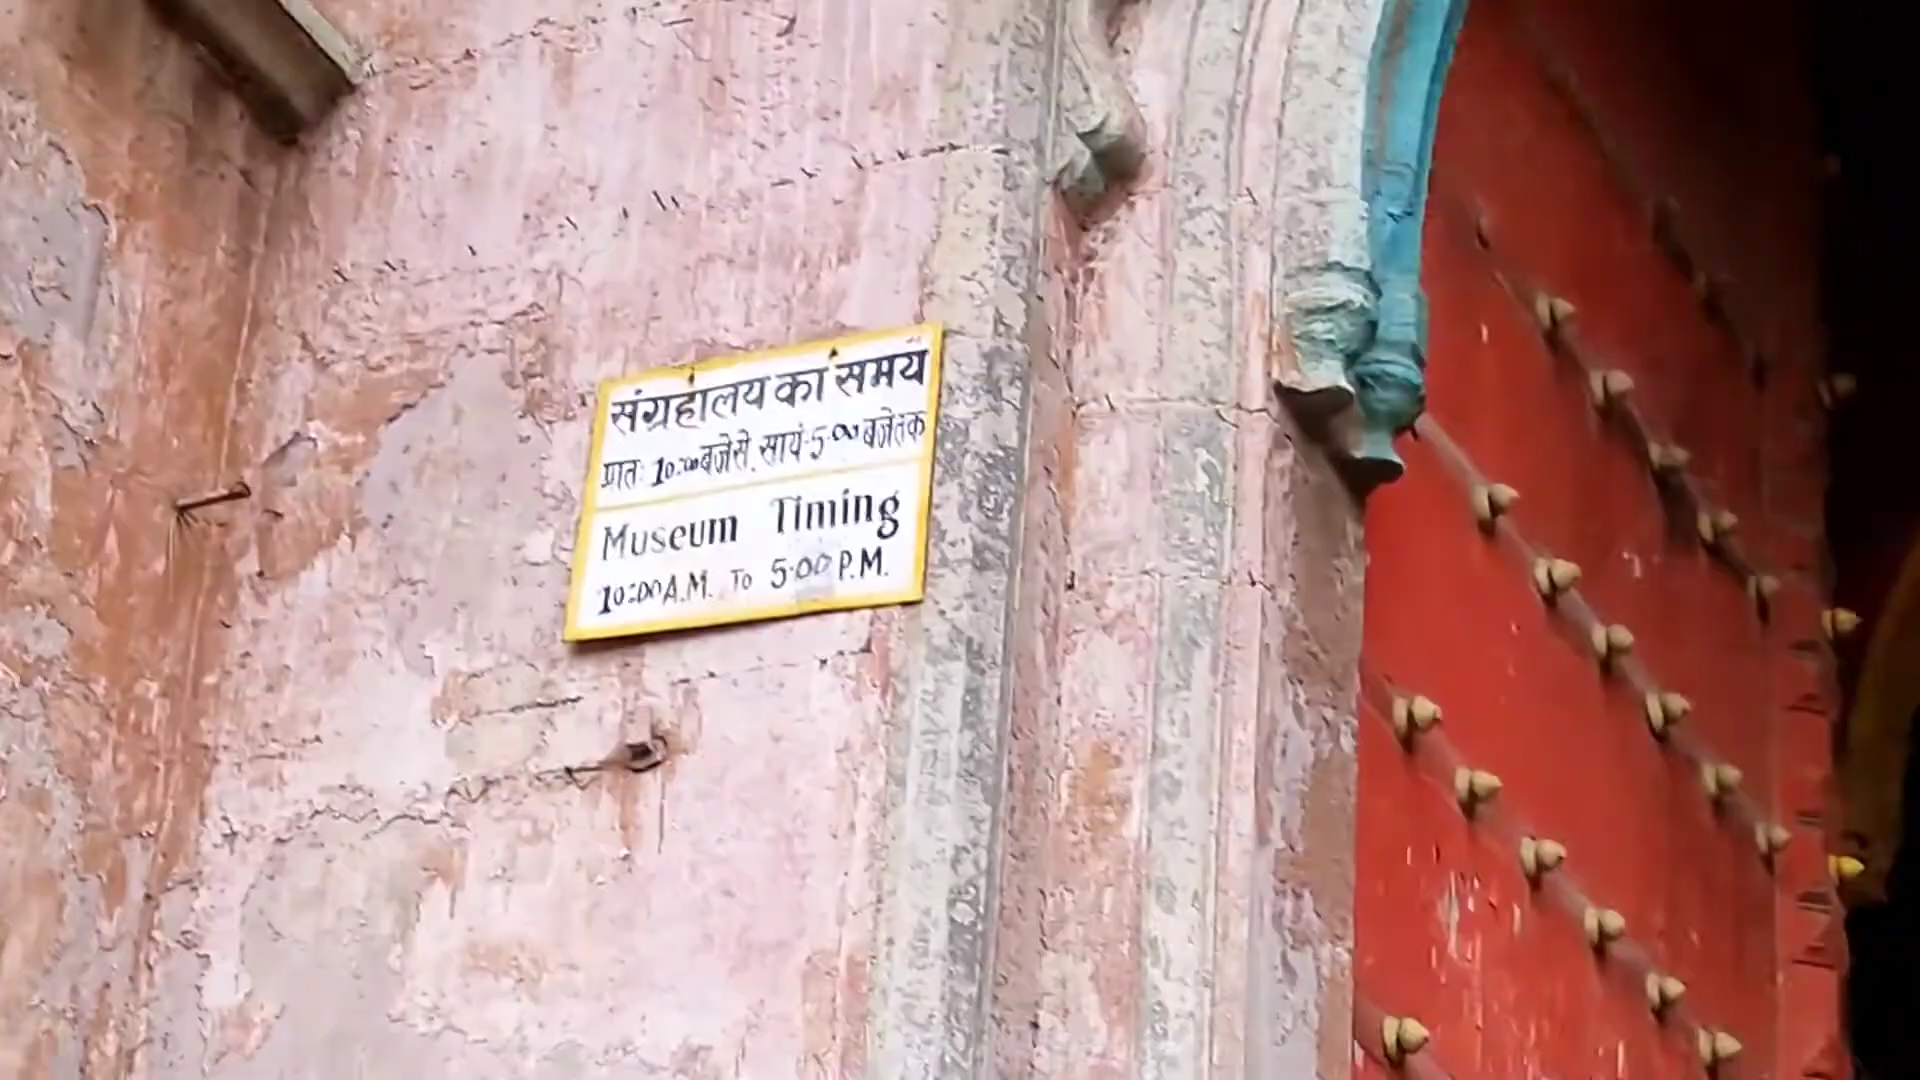 संग्रहालय का समय
प्रातः 10:00 बजे से सायं 5.00 बजे तक
Museum Timing
10:00 A.M. To 5.00 P.M.